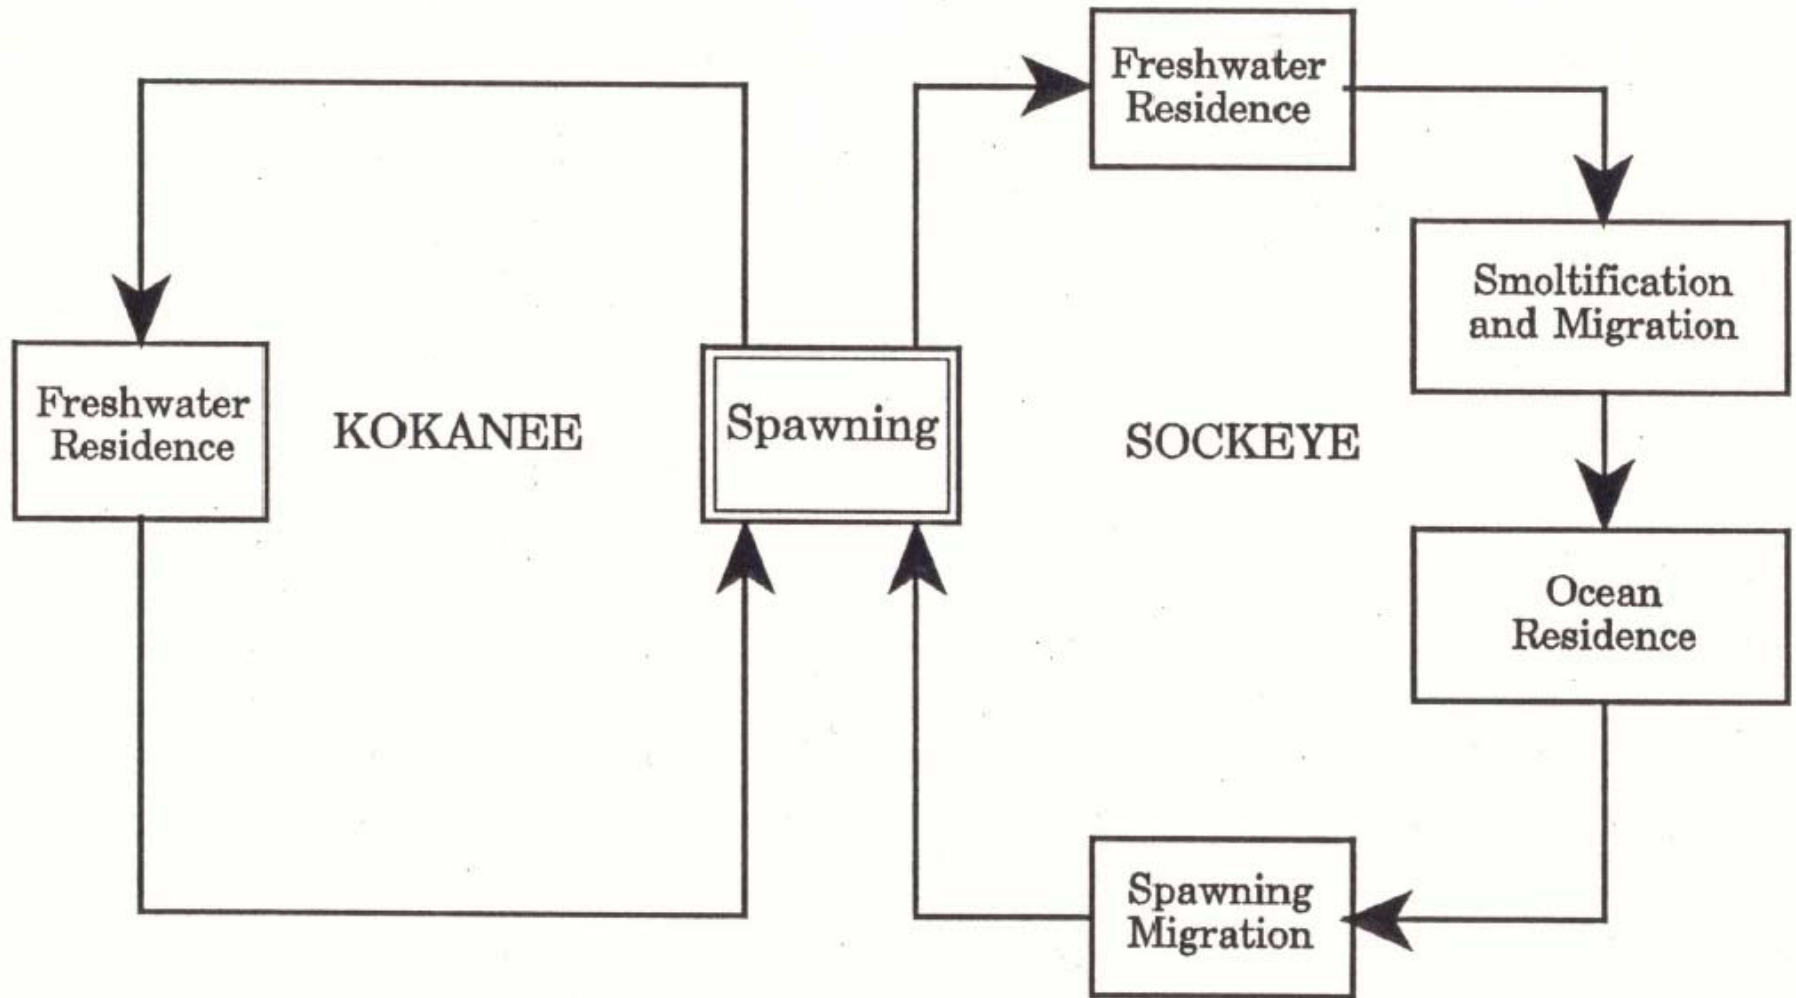 Freshwater
Residence
Smoltification
and Migration
Freshwater
Residence
KOKANEE
Spawning
SOCKEYE
Ocean
Residence
Spawning
Migration